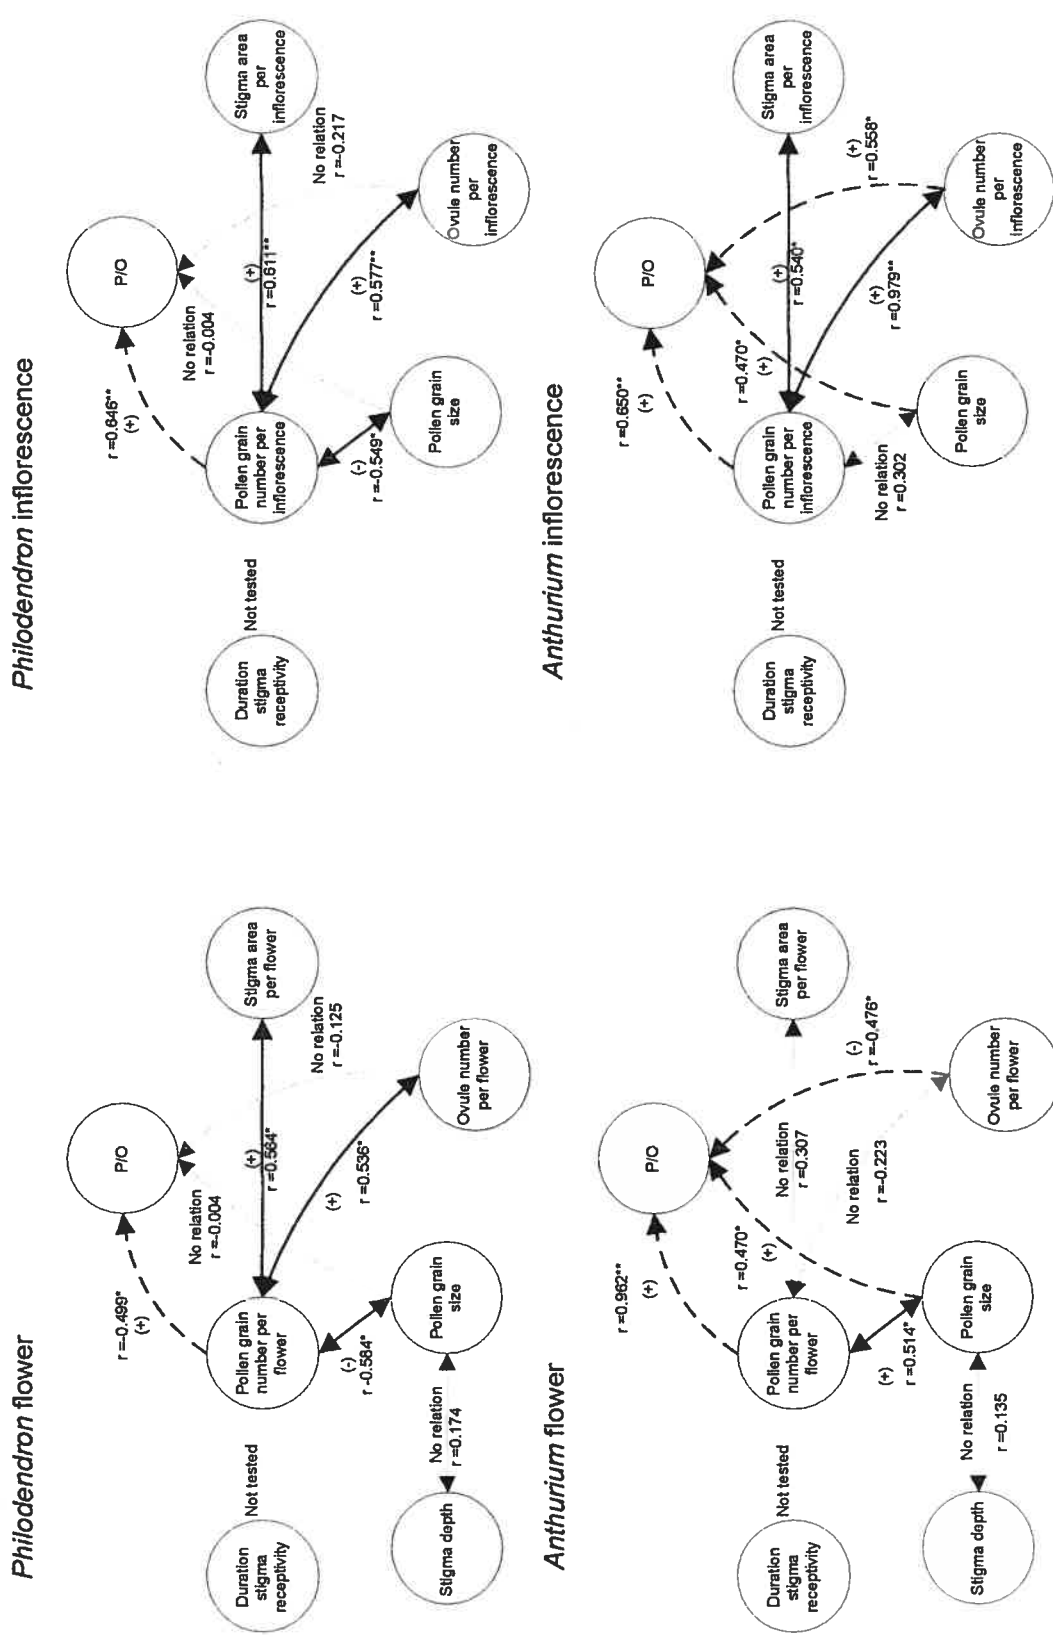 Philodendron flower
P/O
r =-0.499*
(+)
No relation
r =-0.004
Pollen grain
number per
flower
(+)
r =0.564*
Stigma area
per flower
No relation
r =-0.125
Duration
stigma
receptivity
Not tested
(-)
r -0.584*
(+)
r =0.536*
Stigma depth
No relation
r =0.174
Pollen grain
size
Ovule number
per flower
Philodendron inflorescence
P/O
r =0.646**
(+)
No relation
r =-0.004
Pollen grain
number per
inflorescence
(+)
r =0.611**
Stigma area
per
inflorescence
No relation
r =-0.217
Duration
stigma
receptivity
Not tested
(-)
r =-0.549*
(+)
r =0.577**
Pollen grain
size
Ovule number
per
inflorescence
Anthurium flower
P/O
r =0.962**
(+)
r =0.470*
(+)
No relation
r =0.307
Stigma area
per flower
Duration
stigma
receptivity
Not tested
Pollen grain
number per
flower
No relation
r =-0.223
(-)
r =-0.476*
(+)
r =0.514*
Stigma depth
No relation
r =0.135
Pollen grain
size
Ovule number
per flower
Anthurium inflorescence
P/O
r =0.650**
(+)
r =0.470*
(+)
(+)
r =0.540*
Stigma area
per
inflorescence
Duration
stigma
receptivity
Not tested
Pollen grain
number per
inflorescence
(+)
r =0.558*
(+)
r =0.979**
No relation
r =0.302
Pollen grain
size
Ovule number
per
inflorescence